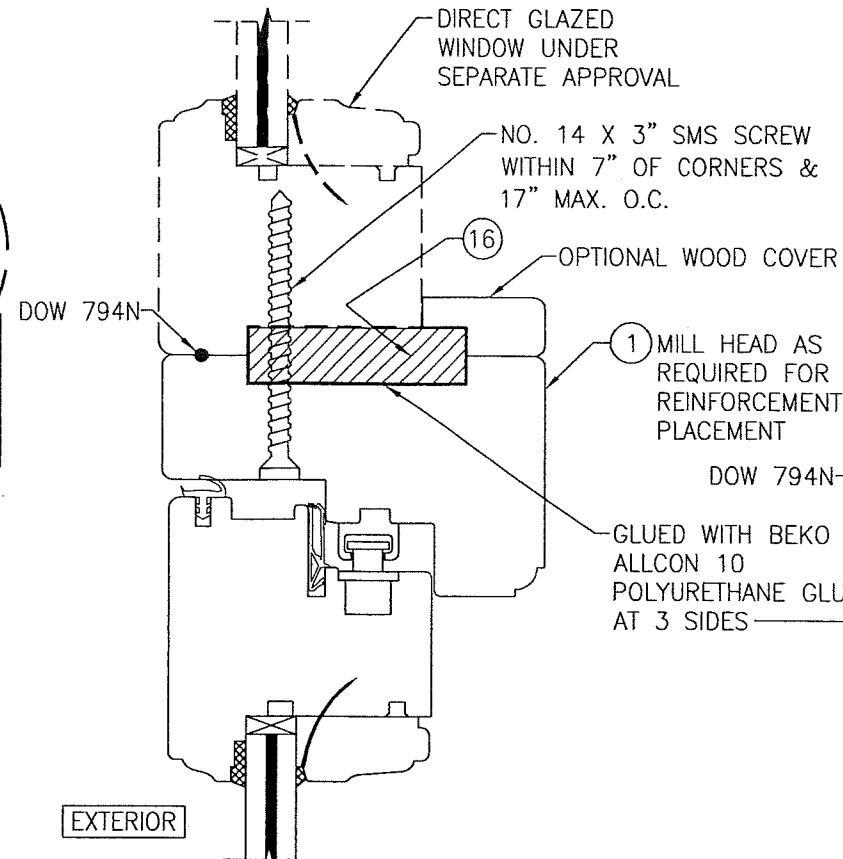 DIRECT GLAZED
WINDOW UNDER
SEPARATE APPROVAL
NO. 14 X 3" SMS SCREW
WITHIN 7" OF CORNERS &
17" MAX. O.C.
16
OPTIONAL WOOD COVER
DOW 794N
1 MILL HEAD AS
REQUIRED FOR
REINFORCEMENT
PLACEMENT
DOW 794N
GLUED WITH BEKO
ALLCON 10
POLYURETHANE GLU
AT 3 SIDES
EXTERIOR